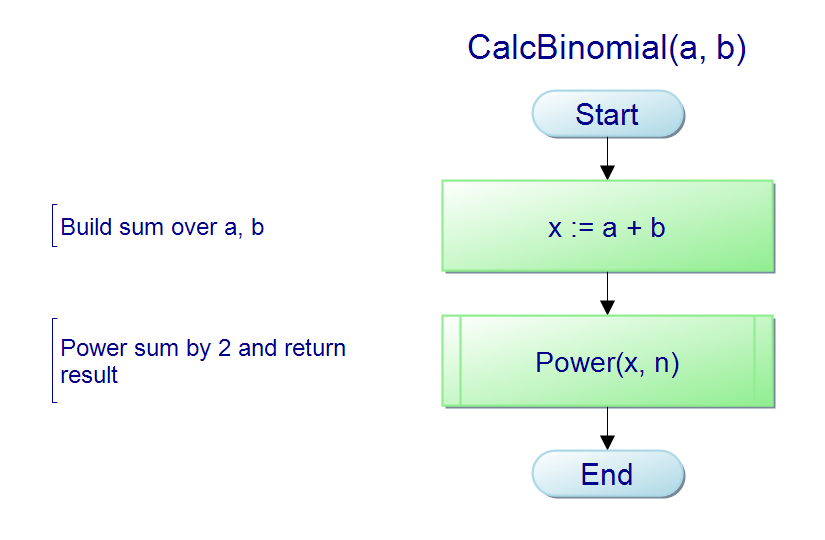 CalcBinomial(a, b)
Start
Build sum over a, b
x := a + b
Power sum by 2 and return
result
Power(x, n)
End